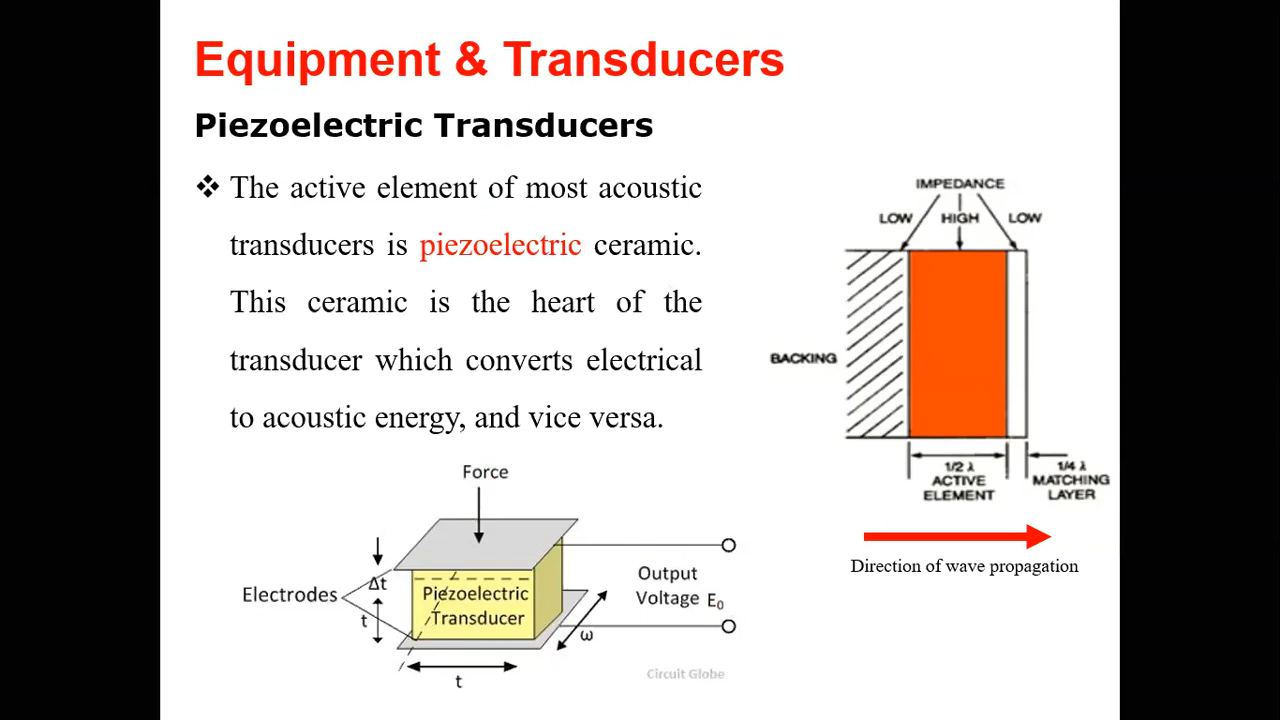 Equipment & Transducers
Piezoelectric Transducers
❖ The active element of most acoustic
transducers is piezoelectric ceramic.
This ceramic is the heart of the
transducer which converts electrical
to acoustic energy, and vice versa.
IMPEDANCE
LOW HIGH LOW
BACKING
1/2 λ
ACTIVE
ELEMENT
1/4 λ
MATCHING
LAYER
Direction of wave propagation
Force
Electrodes
Δt
t
Piezoelectric
Transducer
Output
Voltage E₀
ω
t
Circuit Globe